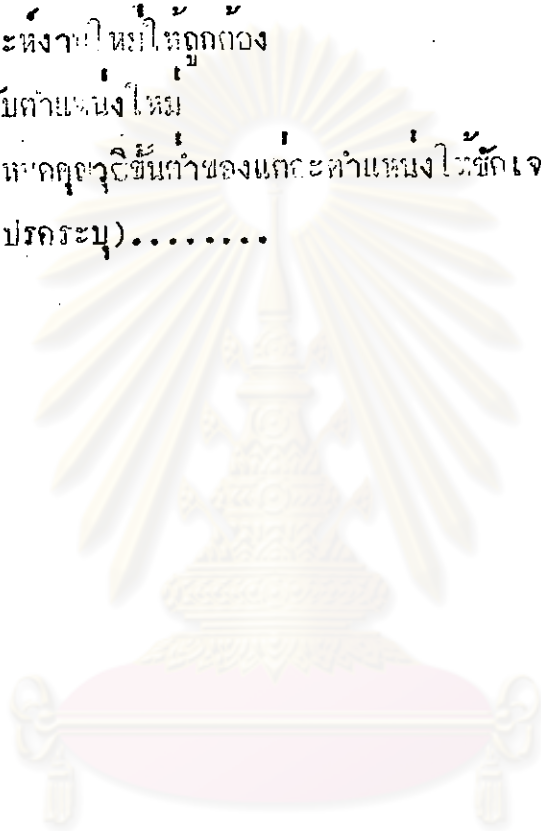 ะห์งานใหม่ให้ถูกต้อง
ับตำแหน่งใหม่
หนดคุณวุฒิขั้นต่ำของแต่ละตำแหน่งให้ชัดเจ
ปรดระบุ)........